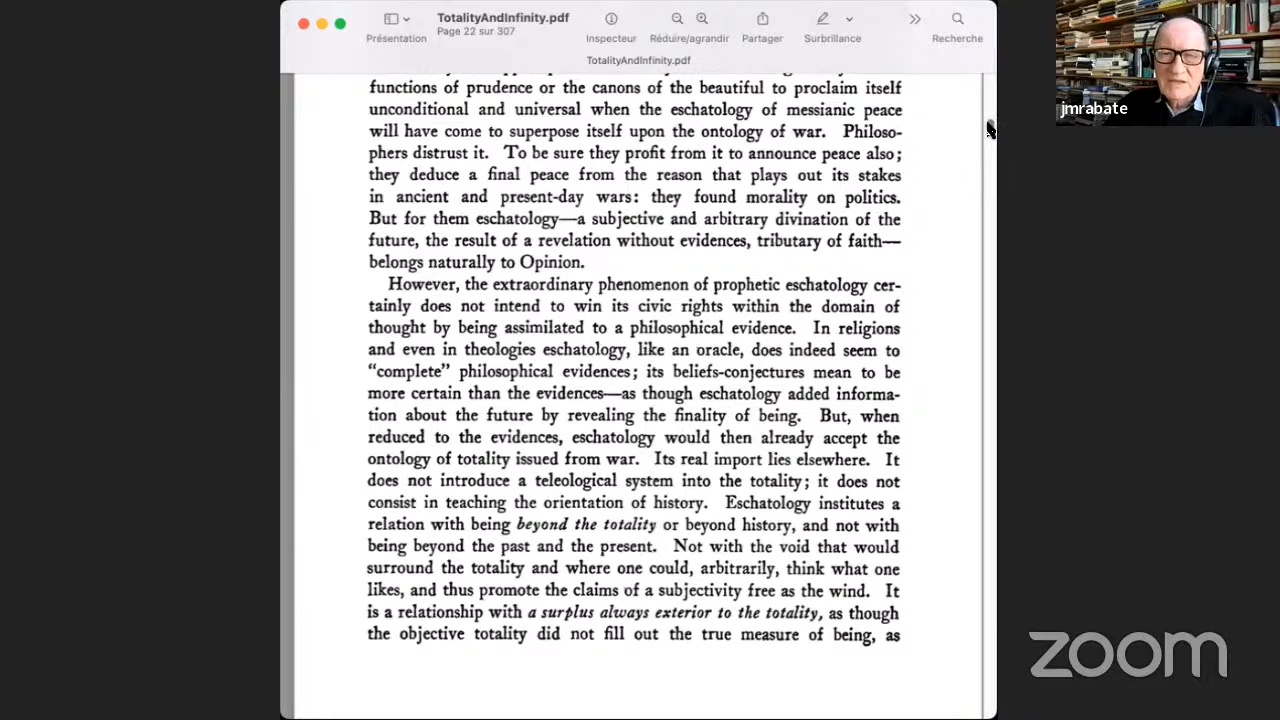 TotalityAndInfinity.pdf
Page 22 sur 307
Présentation
Inspecteur
Réduire/agrandir
Partager
Surbrillance
Recherche
TotalityAndInfinity.pdf
functions of prudence or the canons of the beautiful to proclaim itself
unconditional and universal when the eschatology of messianic peace
will have come to superpose itself upon the ontology of war. Philoso-
phers distrust it. To be sure they profit from it to announce peace also;
they deduce a final peace from the reason that plays out its stakes
in ancient and present-day wars: they found morality on politics.
But for them eschatology—a subjective and arbitrary divination of the
future, the result of a revelation without evidences, tributary of faith—
belongs naturally to Opinion.
However, the extraordinary phenomenon of prophetic eschatology cer-
tainly does not intend to win its civic rights within the domain of
thought by being assimilated to a philosophical evidence. In religions
and even in theologies eschatology, like an oracle, does indeed seem to
“complete” philosophical evidences; its beliefs-conjectures mean to be
more certain than the evidences—as though eschatology added informa-
tion about the future by revealing the finality of being. But, when
reduced to the evidences, eschatology would then already accept the
ontology of totality issued from war. Its real import lies elsewhere. It
does not introduce a teleological system into the totality; it does not
consist in teaching the orientation of history. Eschatology institutes a
relation with being beyond the totality or beyond history, and not with
being beyond the past and the present. Not with the void that would
surround the totality and where one could, arbitrarily, think what one
likes, and thus promote the claims of a subjectivity free as the wind. It
is a relationship with a surplus always exterior to the totality, as though
the objective totality did not fill out the true measure of being, as
jmrabate
zoom